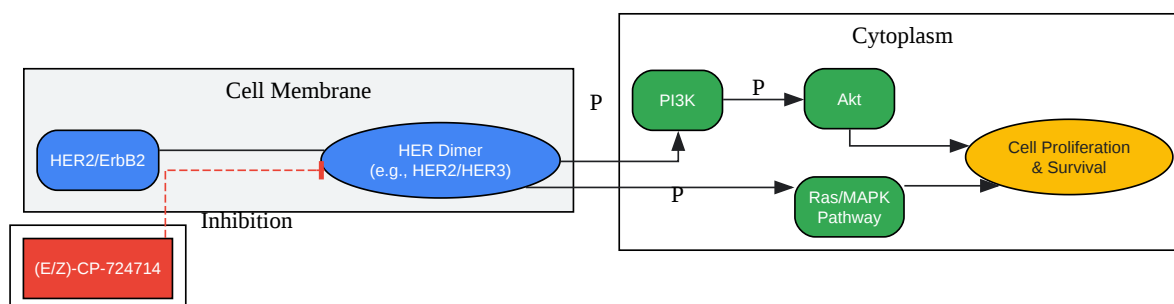 Cytoplasm
Cell Membrane
P
PI3K
P
Akt
HER2/ErbB2
HER Dimer
(e.g., HER2/HER3)
Cell Proliferation
& Survival
P
Ras/MAPK
Pathway
Inhibition
(E/Z)-CP-724714